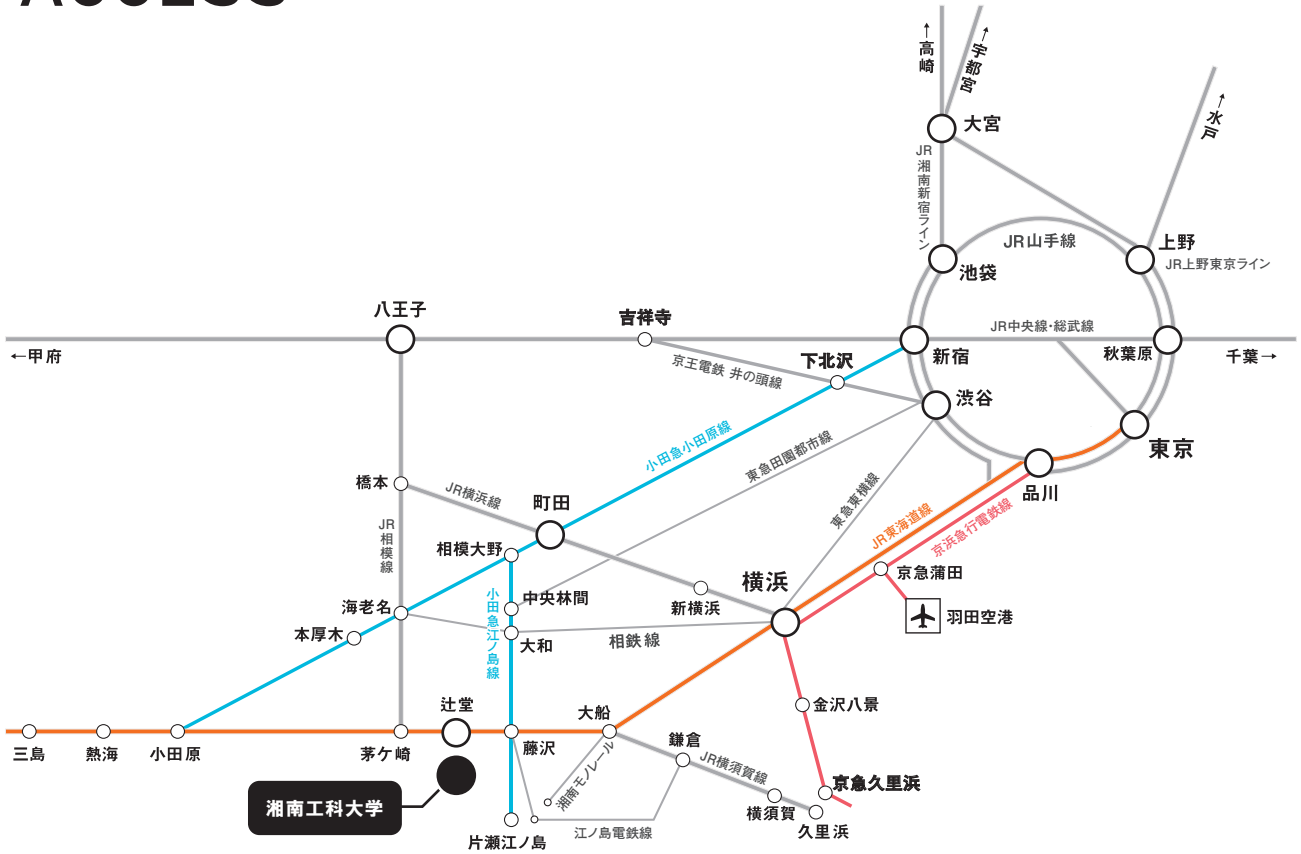 ACCESS
↑高崎
↑宇都宮
↑水戸
大宮
JR湘南新宿ライン
JR山手線
上野
JR上野東京ライン
池袋
八王子
吉祥寺
←甲府
JR中央線・総武線
新宿
秋葉原
千葉→
京王電鉄 井の頭線
下北沢
渋谷
東京
小田急小田原線
東急田園都市線
東急東横線
品川
橋本
JR横浜線
町田
JR東海道線
京浜急行電鉄線
JR相模線
相模大野
京急蒲田
横浜
小田急江ノ島線
中央林間
新横浜
羽田空港
海老名
本厚木
大和
相鉄線
辻堂
大船
金沢八景
三島
熱海
小田原
茅ケ崎
藤沢
鎌倉
JR横須賀線
湘南モノレール
京急久里浜
湘南工科大学
横須賀
江ノ島電鉄線
久里浜
片瀬江ノ島